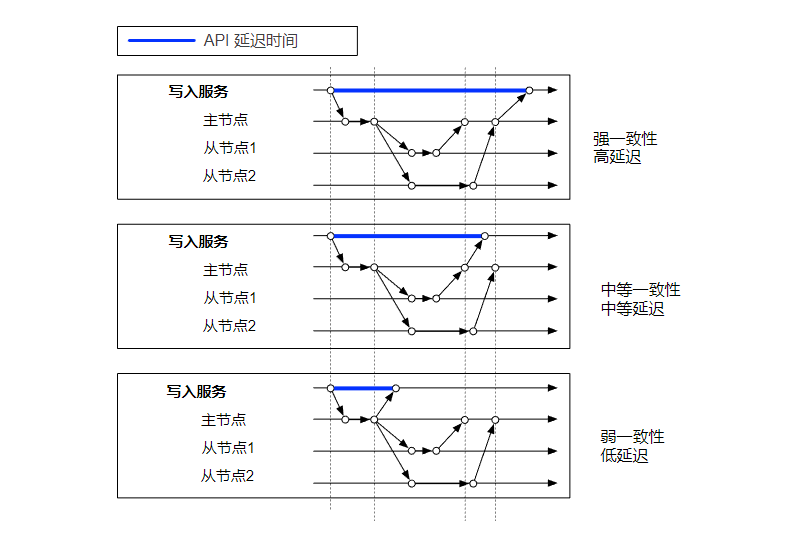 API 延迟时间
写入服务
主节点
从节点1
从节点2
强一致性
高延迟
写入服务
主节点
从节点1
从节点2
中等一致性
中等延迟
写入服务
主节点
从节点1
从节点2
弱一致性
低延迟